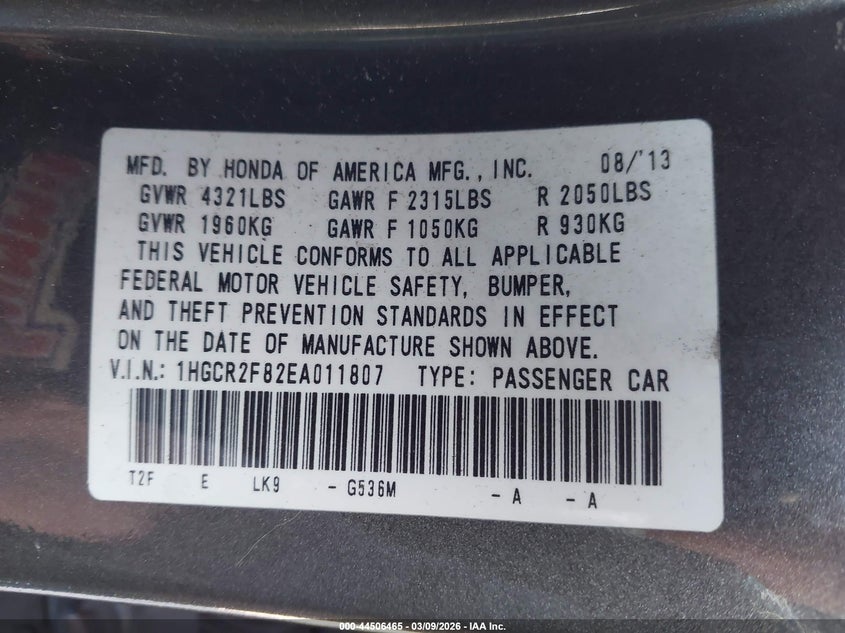 MFD. BY HONDA OF AMERICA MFG., INC. 08/'13
GVWR 4321LBS GAWR F 2315LBS R 2050LBS
GVWR 1960KG GAWR F 1050KG R 930KG
THIS VEHICLE CONFORMS TO ALL APPLICABLE
FEDERAL MOTOR VEHICLE SAFETY, BUMPER,
AND THEFT PREVENTION STANDARDS IN EFFECT
ON THE DATE OF MANUFACTURE SHOWN ABOVE.
V.I.N.: 1HGCR2F82EA011807 TYPE: PASSENGER CAR
T2F E LK9 - G536M - A - A
000-44506465 - 03/09/2026 - IAA Inc.